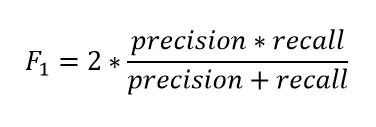 F₁ = 2 * precision * recall / precision + recall